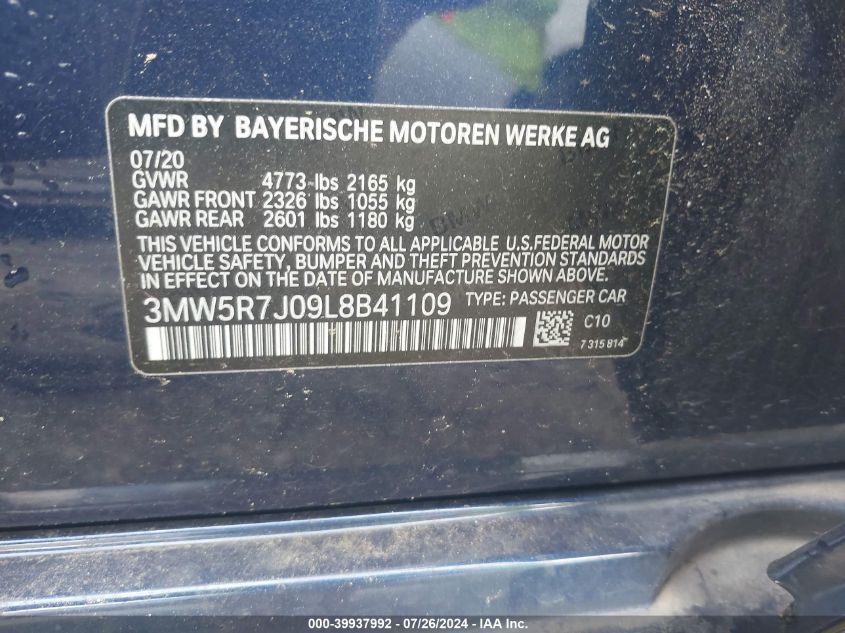 MFD BY BAYERISCHE MOTOREN WERKE AG
07/20
GVWR 4773-lbs 2165 kg
GAWR FRONT 2326 lbs 1055 kg
GAWR REAR 2601 lbs 1180 kg
THIS VEHICLE CONFORMS TO ALL APPLICABLE U.S.FEDERAL MOTOR
VEHICLE SAFETY, BUMPER AND THEFT PREVENTION STANDARDS
IN EFFECT ON THE DATE OF MANUFACTURE SHOWN ABOVE.
3MW5R7J09L8B41109 TYPE: PASSENGER CAR
C10
7 315 814
000-39937992 / 07/26/2024 - IAA Inc.